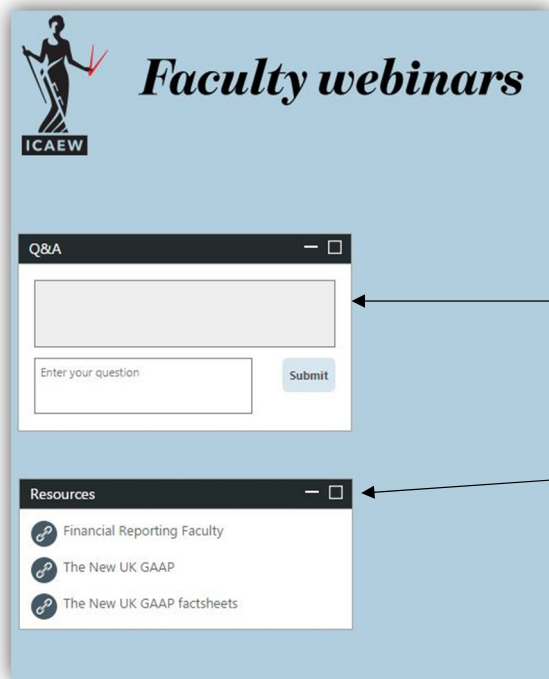 Faculty webinars
ICAEW
Q&A
Enter your question
Submit
Resources
Financial Reporting Faculty
The New UK GAAP
The New UK GAAP factsheets